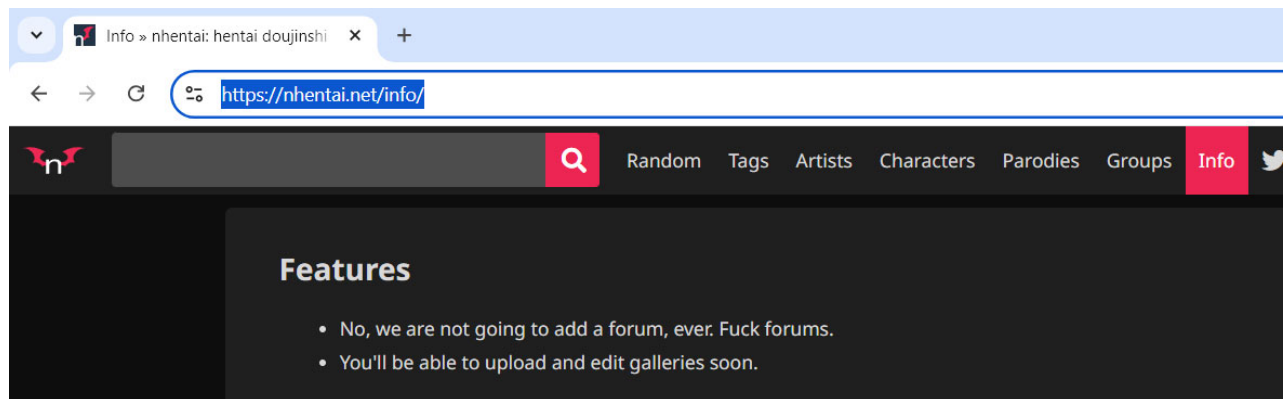 Info » nhentai: hentai doujinshi
https://nhentai.net/info/
n Random Tags Artists Characters Parodies Groups Info
Features
• No, we are not going to add a forum, ever. Fuck forums.
• You'll be able to upload and edit galleries soon.